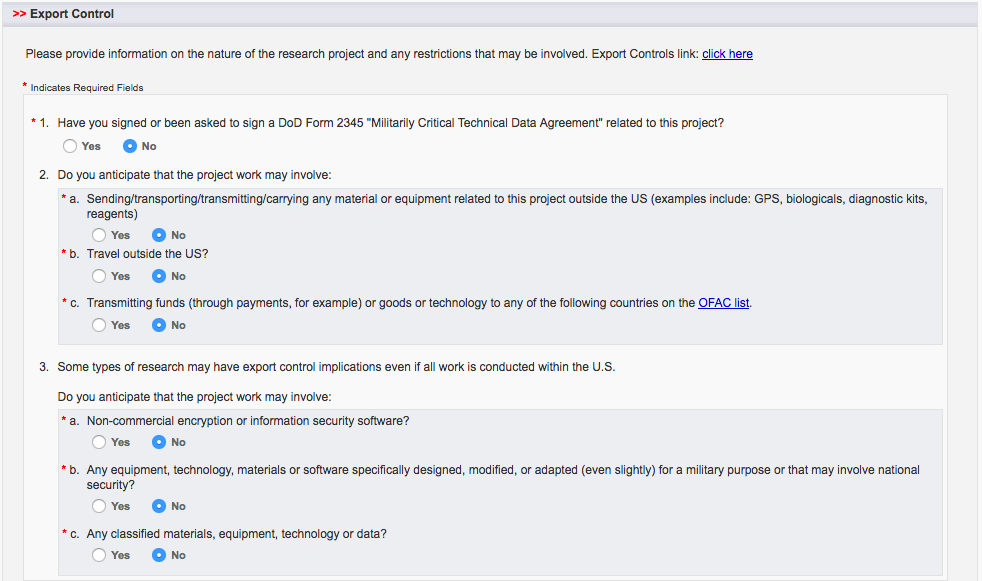 >> Export Control
Please provide information on the nature of the research project and any restrictions that may be involved. Export Controls link: click here
* Indicates Required Fields
* 1. Have you signed or been asked to sign a DoD Form 2345 "Militarily Critical Technical Data Agreement" related to this project?
Yes No
2. Do you anticipate that the project work may involve:
* a. Sending/transporting/transmitting/carrying any material or equipment related to this project outside the US (examples include: GPS, biologicals, diagnostic kits,
reagents)
Yes No
* b. Travel outside the US?
Yes No
* c. Transmitting funds (through payments, for example) or goods or technology to any of the following countries on the OFAC list.
Yes No
3. Some types of research may have export control implications even if all work is conducted within the U.S.
Do you anticipate that the project work may involve:
* a. Non-commercial encryption or information security software?
Yes No
* b. Any equipment, technology, materials or software specifically designed, modified, or adapted (even slightly) for a military purpose or that may involve national
security?
Yes No
* c. Any classified materials, equipment, technology or data?
Yes No